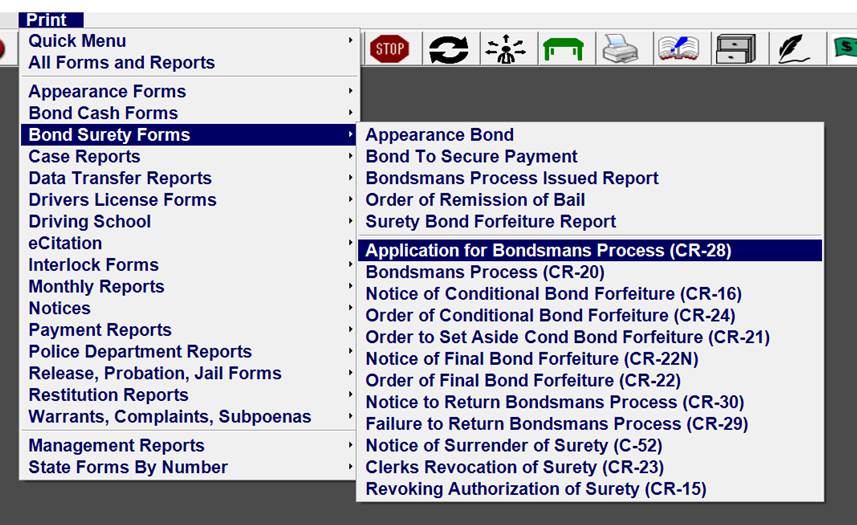 Print
Quick Menu
All Forms and Reports
Appearance Forms
Bond Cash Forms
Bond Surety Forms
Case Reports
Data Transfer Reports
Drivers License Forms
Driving School
eCitation
Interlock Forms
Monthly Reports
Notices
Payment Reports
Police Department Reports
Release, Probation, Jail Forms
Restitution Reports
Warrants, Complaints, Subpoenas
Management Reports
State Forms By Number
STOP
$
Appearance Bond
Bond To Secure Payment
Bondsmans Process Issued Report
Order of Remission of Bail
Surety Bond Forfeiture Report
Application for Bondsmans Process (CR-28)
Bondsmans Process (CR-20)
Notice of Conditional Bond Forfeiture (CR-16)
Order of Conditional Bond Forfeiture (CR-24)
Order to Set Aside Cond Bond Forfeiture (CR-21)
Notice of Final Bond Forfeiture (CR-22N)
Order of Final Bond Forfeiture (CR-22)
Notice to Return Bondsmans Process (CR-30)
Failure to Return Bondsmans Process (CR-29)
Notice of Surrender of Surety (C-52)
Clerks Revocation of Surety (CR-23)
Revoking Authorization of Surety (CR-15)